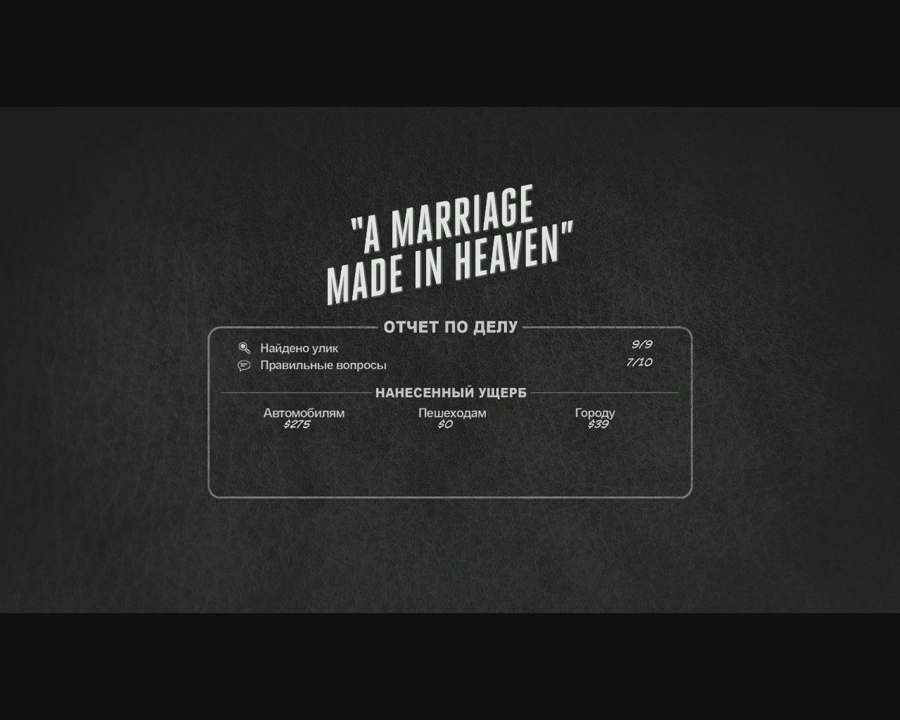 "A MARRIAGE
MADE IN HEAVEN"
ОТЧЕТ ПО ДЕЛУ
Найдено улик 9/9
Правильные вопросы 7/10
НАНЕСЕННЫЙ УЩЕРБ
Автомобилям Пешеходам Городу
$275 $0 $39